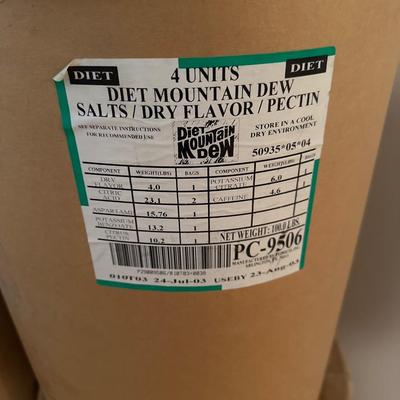 DIET 4 UNITS DIET
DIET MOUNTAIN DEW
SALTS / DRY FLAVOR / PECTIN
SEE SEPARATE INSTRUCTIONS
FOR RECOMMENDED USE
Diet
Mountain
Dew
STORE IN A COOL
DRY ENVIRONMENT
50935*05*04
COMPONENT WEIGHT(LBS) BAGS COMPONENT WEIGHT(LBS) BAGS
DRY FLAVOR 4.0 1 POTASSIUM CITRATE 6.0 1
CITRIC ACID 23.1 2 CAFFEINE 4.6 1
ASPARTAME 15.76 1
POTASSIUM BENZOATE 13.2 1
CITRUS PECTIN 10.2 1
NET WEIGHT: 100.0 LBS.
PC-9506
MANUFACTURED
ARLINGTON,
010T03 24-Jul-03 USEBY 23-Aug-03